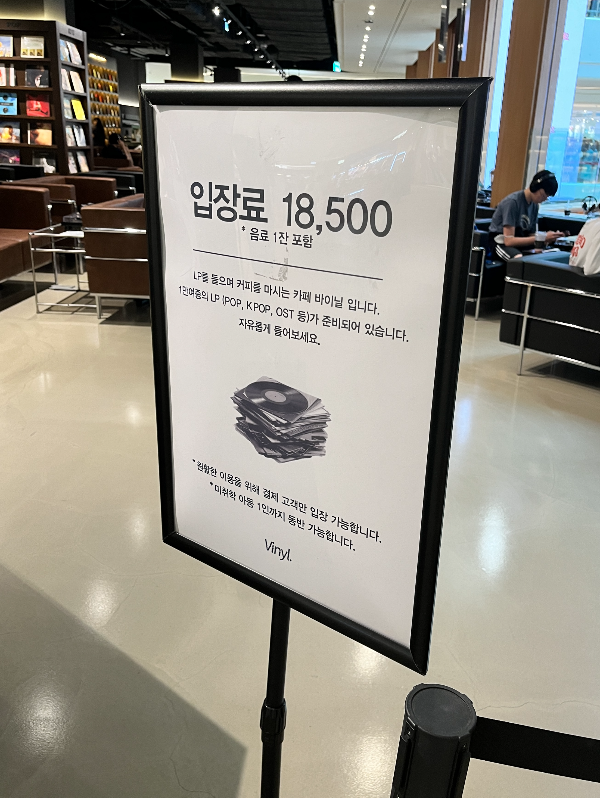 입장료 18,500
* 음료 1잔 포함
LP를 들으며 커피를 마시는 카페 바이닐 입니다.
1만여종의 LP (POP, KPOP, OST 등)가 준비되어 있습니다.
자유롭게 들어보세요.
* 원활한 이용을 위해 결제 고객만 입장 가능합니다.
* 미취학 아동 1인까지 동반 가능합니다.
Vinyl.